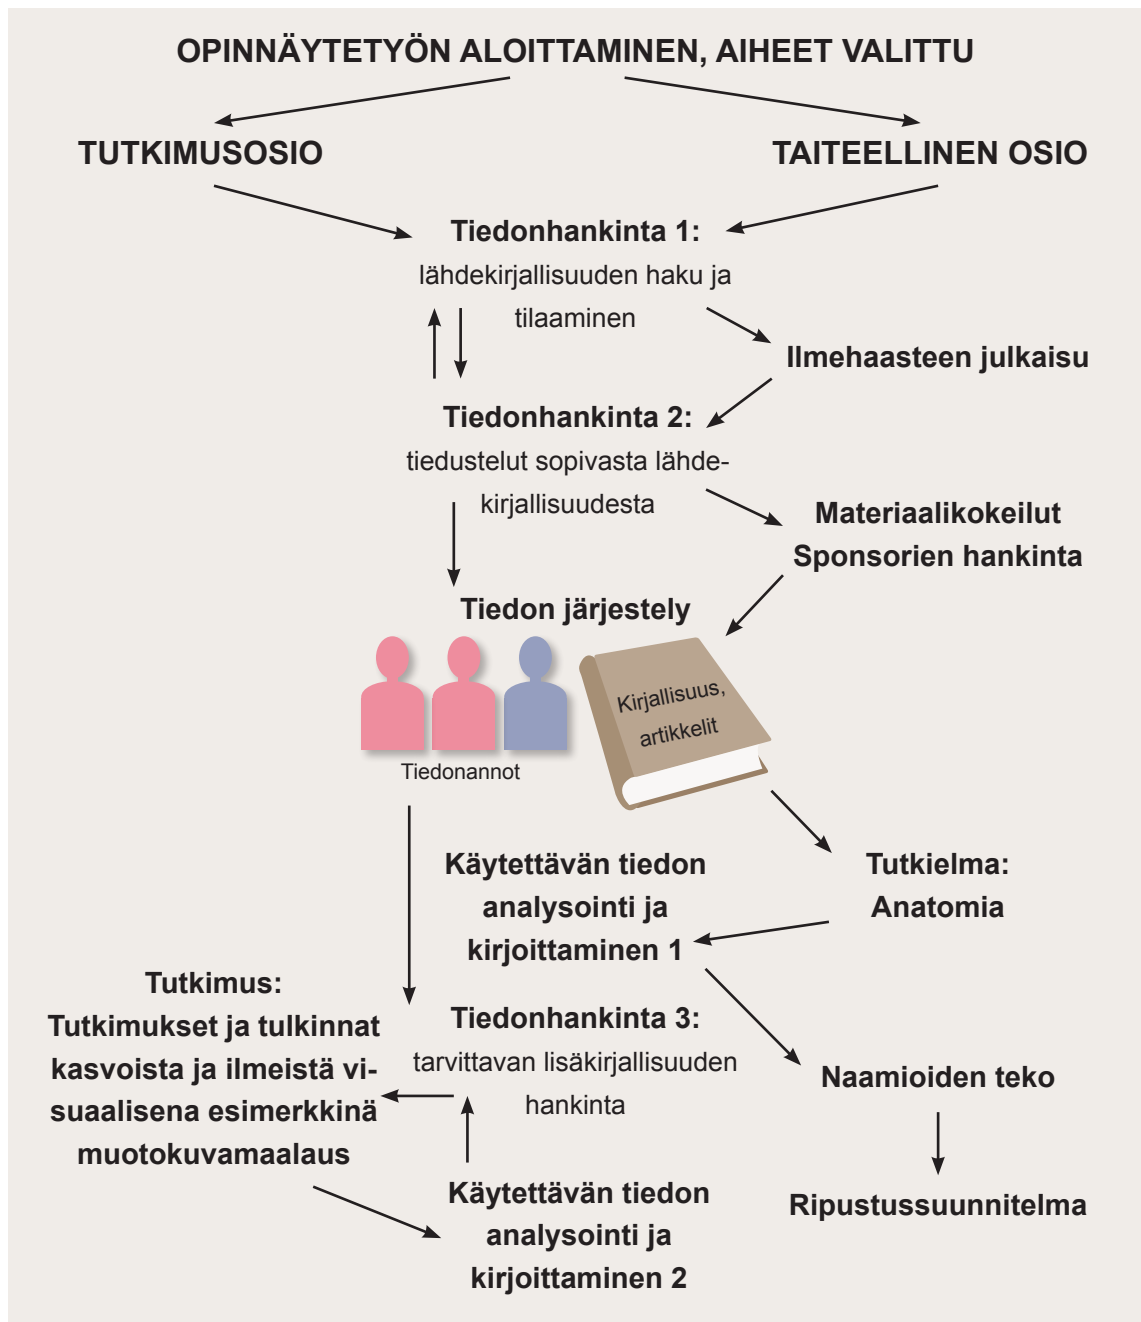 OPINNÄYTETYÖN ALOITTAMINEN, AIHEET VALITTU
TUTKIMUSOSIO
TAITEELLINEN OSIO
Tiedonhankinta 1:
lähdekirjallisuuden haku ja
tilaaminen
Ilmehaasteen julkaisu
Tiedonhankinta 2:
tiedustelut sopivasta lähde-
kirjallisuudesta
Materiaalikokeilut
Sponsorien hankinta
Tiedon järjestely
Kirjallisuus,
artikkelit
Tiedonannot
Käytettävän tiedon
analysointi ja
kirjoittaminen 1
Tutkielma:
Anatomia
Tutkimus:
Tutkimukset ja tulkinnat
kasvoista ja ilmeistä vi-
suaalisena esimerkkinä
muotokuvamaalaus
Tiedonhankinta 3:
tarvittavan lisäkirjallisuuden
hankinta
Naamioiden teko
Käytettävän tiedon
analysointi ja
kirjoittaminen 2
Ripustussuunnitelma